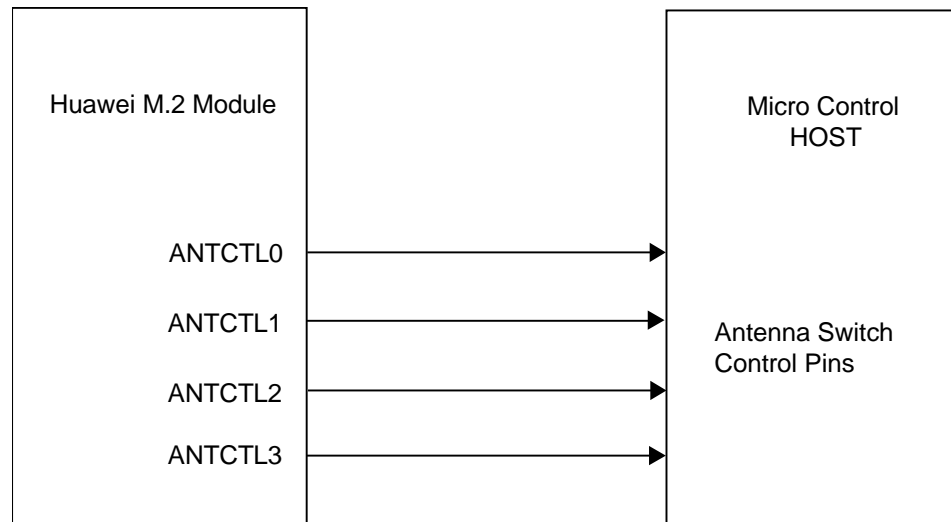 Huawei M.2 Module
Micro Control
HOST
ANTCTL0
ANTCTL1
ANTCTL2
ANTCTL3
Antenna Switch
Control Pins